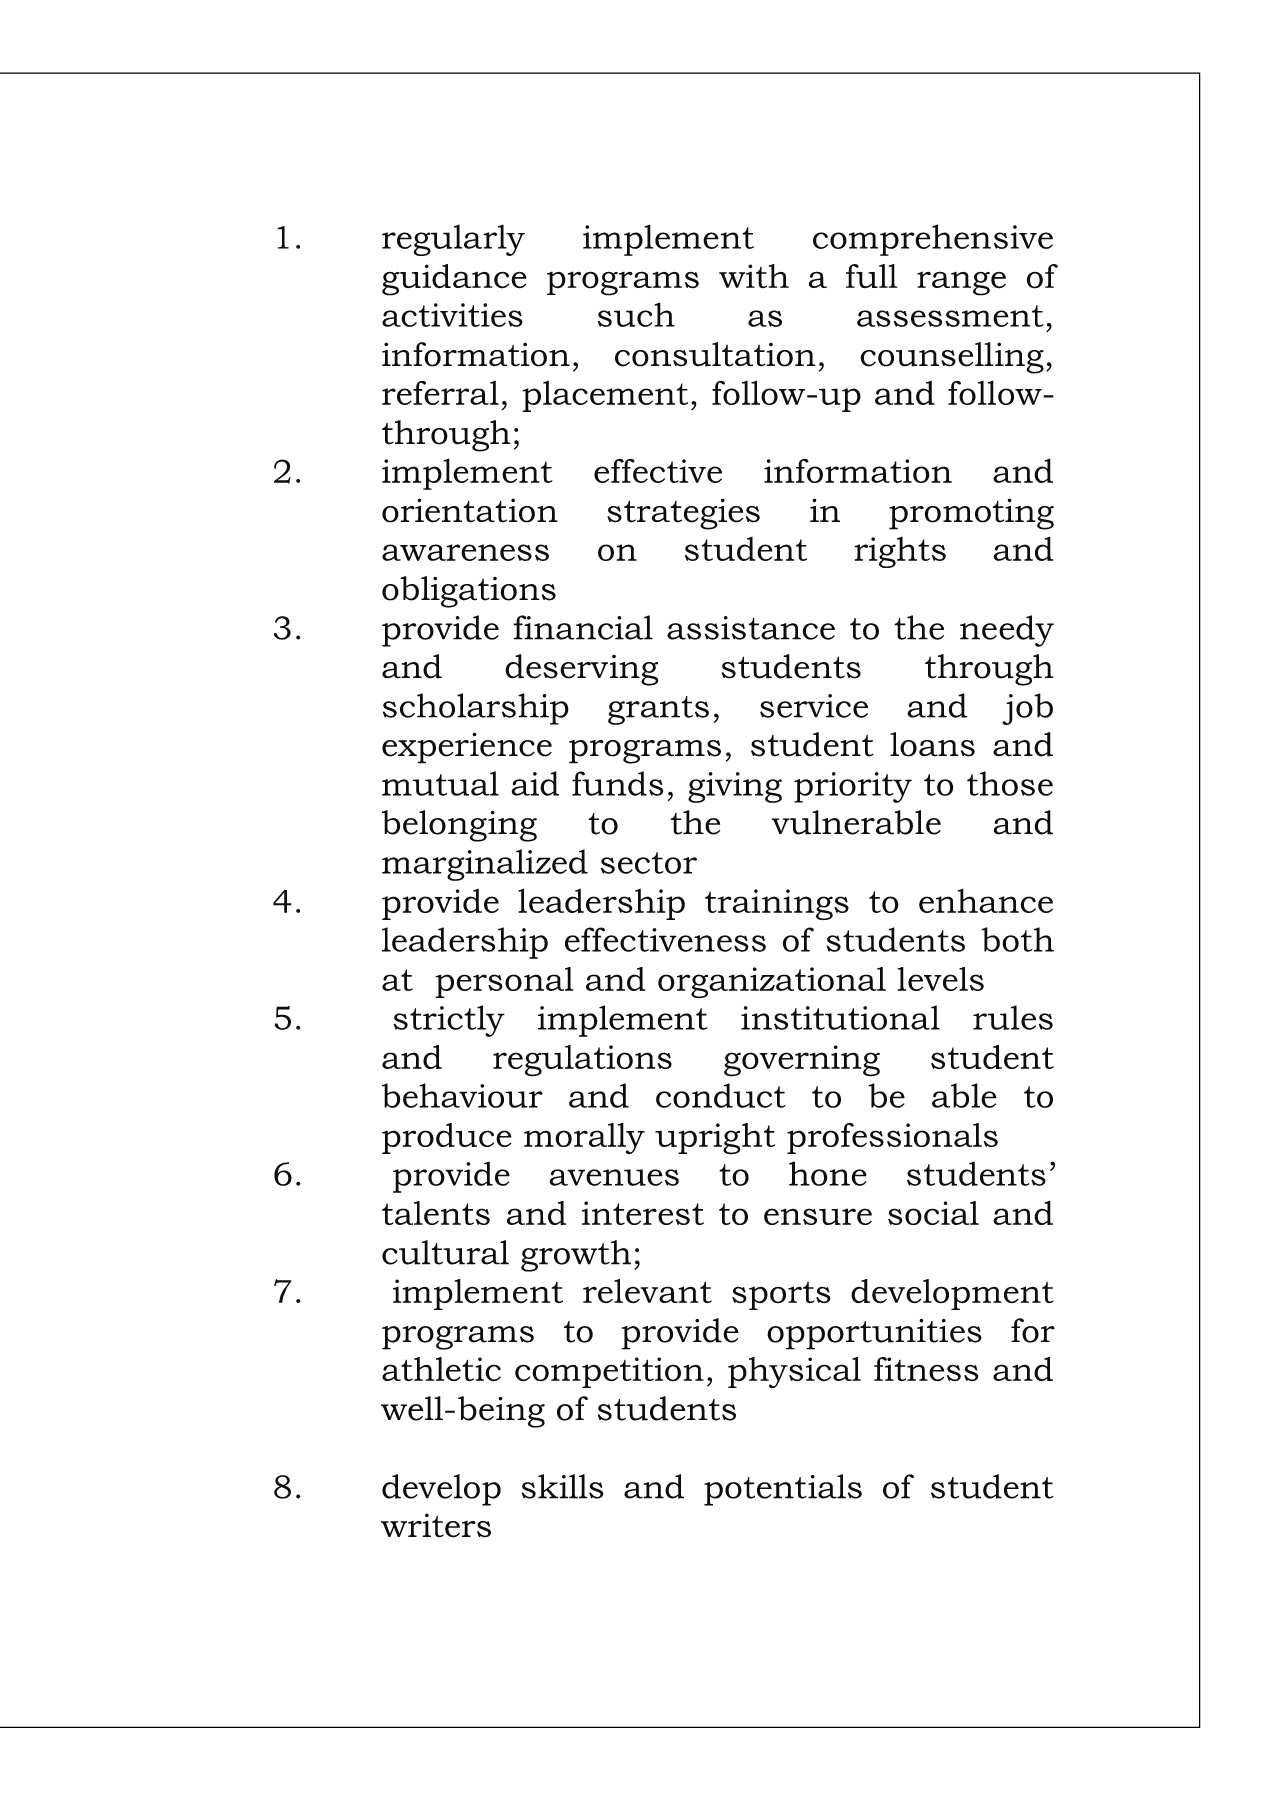 1. regularly implement comprehensive
guidance programs with a full range of
activities such as assessment,
information, consultation, counselling,
referral, placement, follow-up and follow-
through;
2. implement effective information and
orientation strategies in promoting
awareness on student rights and
obligations
3. provide financial assistance to the needy
and deserving students through
scholarship grants, service and job
experience programs, student loans and
mutual aid funds, giving priority to those
belonging to the vulnerable and
marginalized sector
4. provide leadership trainings to enhance
leadership effectiveness of students both
at personal and organizational levels
5. strictly implement institutional rules
and regulations governing student
behaviour and conduct to be able to
produce morally upright professionals
6. provide avenues to hone students’
talents and interest to ensure social and
cultural growth;
7. implement relevant sports development
programs to provide opportunities for
athletic competition, physical fitness and
well-being of students
8. develop skills and potentials of student
writers